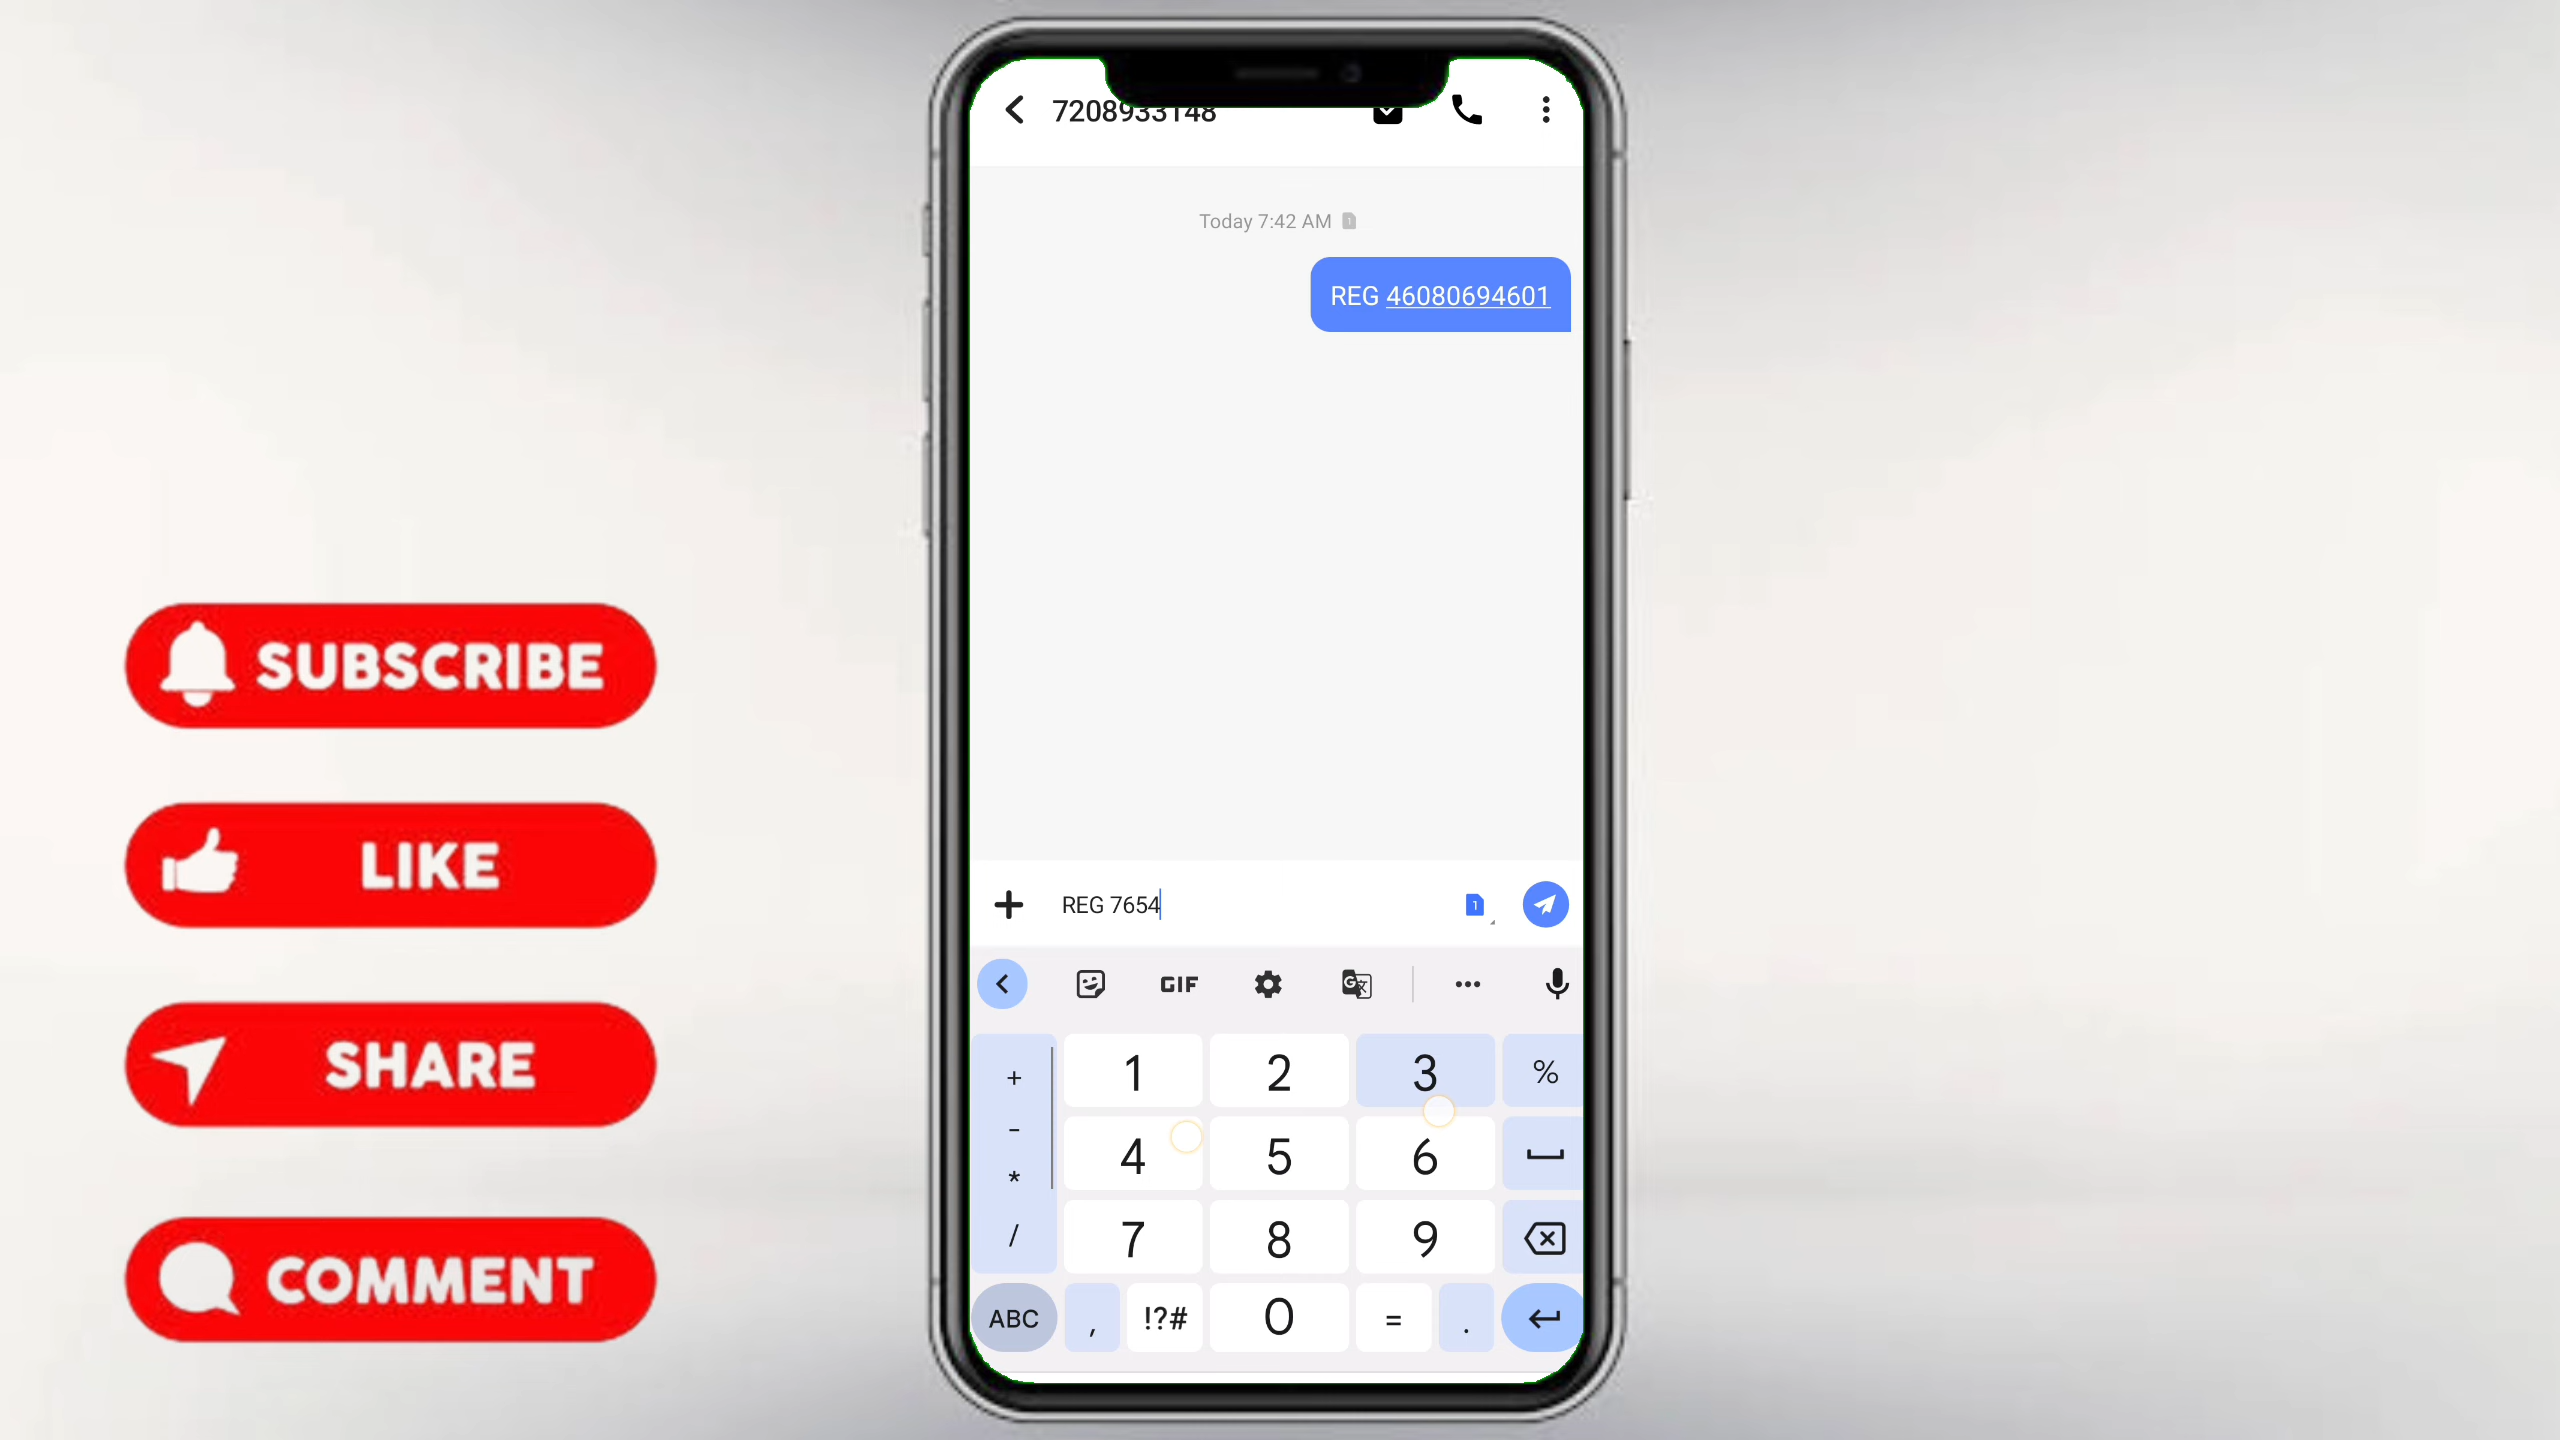 7208933148
Today 7:42 AM
REG 46080694601
REG 7654
1
GIF
G
+ 1 2 3 %
- 4 5 6
*
/ 7 8 9
ABC , !?# 0 = .
SUBSCRIBE
LIKE
SHARE
COMMENT